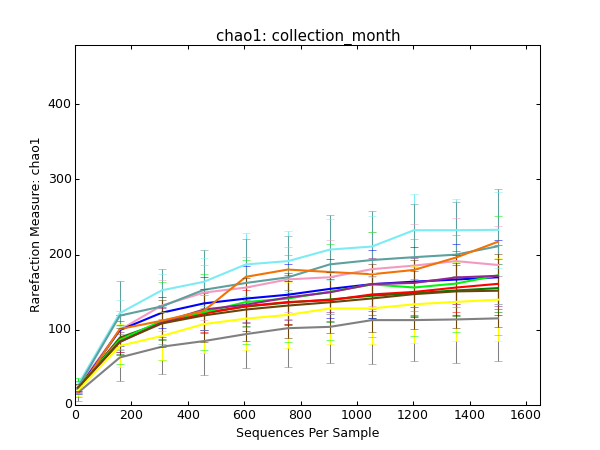 chao1: collection_month
Rarefaction Measure: chao1
400
300
200
100
0
0 200 400 600 800 1000 1200 1400 1600
Sequences Per Sample